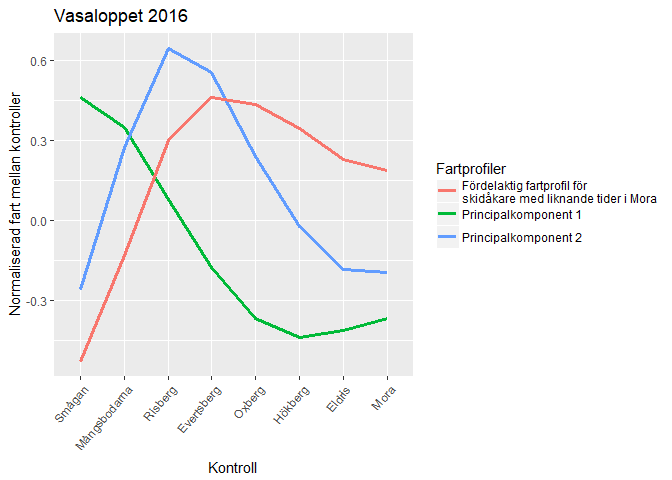 Vasaloppet 2016
Normaliserad fart mellan kontroller
0.6
0.3
0.0
-0.3
Smågan
Mångsbodarna
Risberg
Evertsberg
Oxberg
Hökberg
Eldris
Mora
Kontroll
Fartprofiler
Fördelaktig fartprofil för
skidåkare med liknande tider i Mora
Principalkomponent 1
Principalkomponent 2